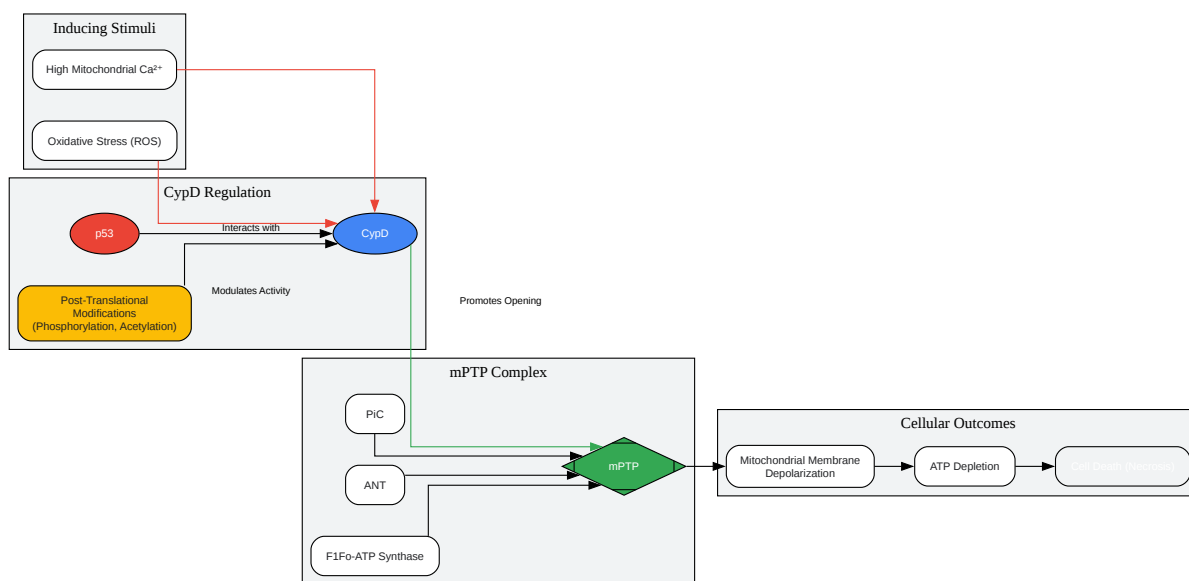 Inducing Stimuli
High Mitochondrial Ca²⁺
Oxidative Stress (ROS)
CypD Regulation
p53
Interacts with
CypD
Post-Translational
Modifications
(Phosphorylation, Acetylation)
Modulates Activity
Promotes Opening
mPTP Complex
PiC
ANT
F1Fo-ATP Synthase
mPTP
Cellular Outcomes
Mitochondrial Membrane
Depolarization
ATP Depletion
Cell Death (Necrosis)